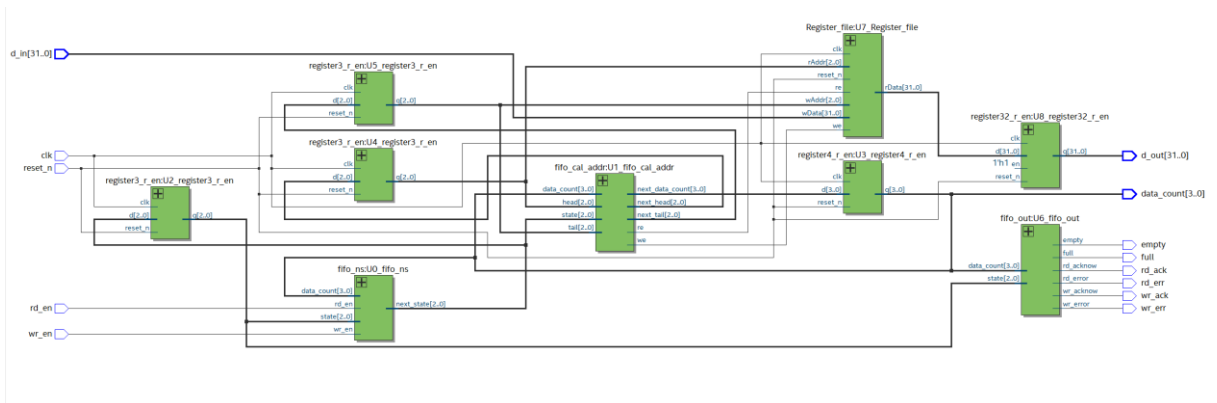 d_in[31..0]
clk
reset_n
rd_en
wr_en
register3_r_en:U2_register3_r_en
clk
d[2..0]
reset_n
q[2..0]
register3_r_en:U5_register3_r_en
clk
d[2..0]
reset_n
q[2..0]
register3_r_en:U4_register3_r_en
clk
d[2..0]
reset_n
q[2..0]
fifo_ns:U0_fifo_ns
data_count[3..0]
rd_en
state[2..0]
wr_en
next_state[2..0]
fifo_cal_addr:U1_fifo_cal_addr
data_count[3..0]
head[2..0]
state[2..0]
tail[2..0]
next_data_count[3..0]
next_head[2..0]
next_tail[2..0]
re
we
Register_file:U7_Register_file
clk
rAddr[2..0]
reset_n
re
wAddr[2..0]
wData[31..0]
we
rData[31..0]
register4_r_en:U3_register4_r_en
clk
d[3..0]
reset_n
q[3..0]
register32_r_en:U8_register32_r_en
clk
d[31..0]
1'h1 en
reset_n
q[31..0]
fifo_out:U6_fifo_out
data_count[3..0]
state[2..0]
empty
full
rd_acknow
rd_error
wr_acknow
wr_error
d_out[31..0]
data_count[3..0]
empty
full
rd_ack
rd_err
wr_ack
wr_err